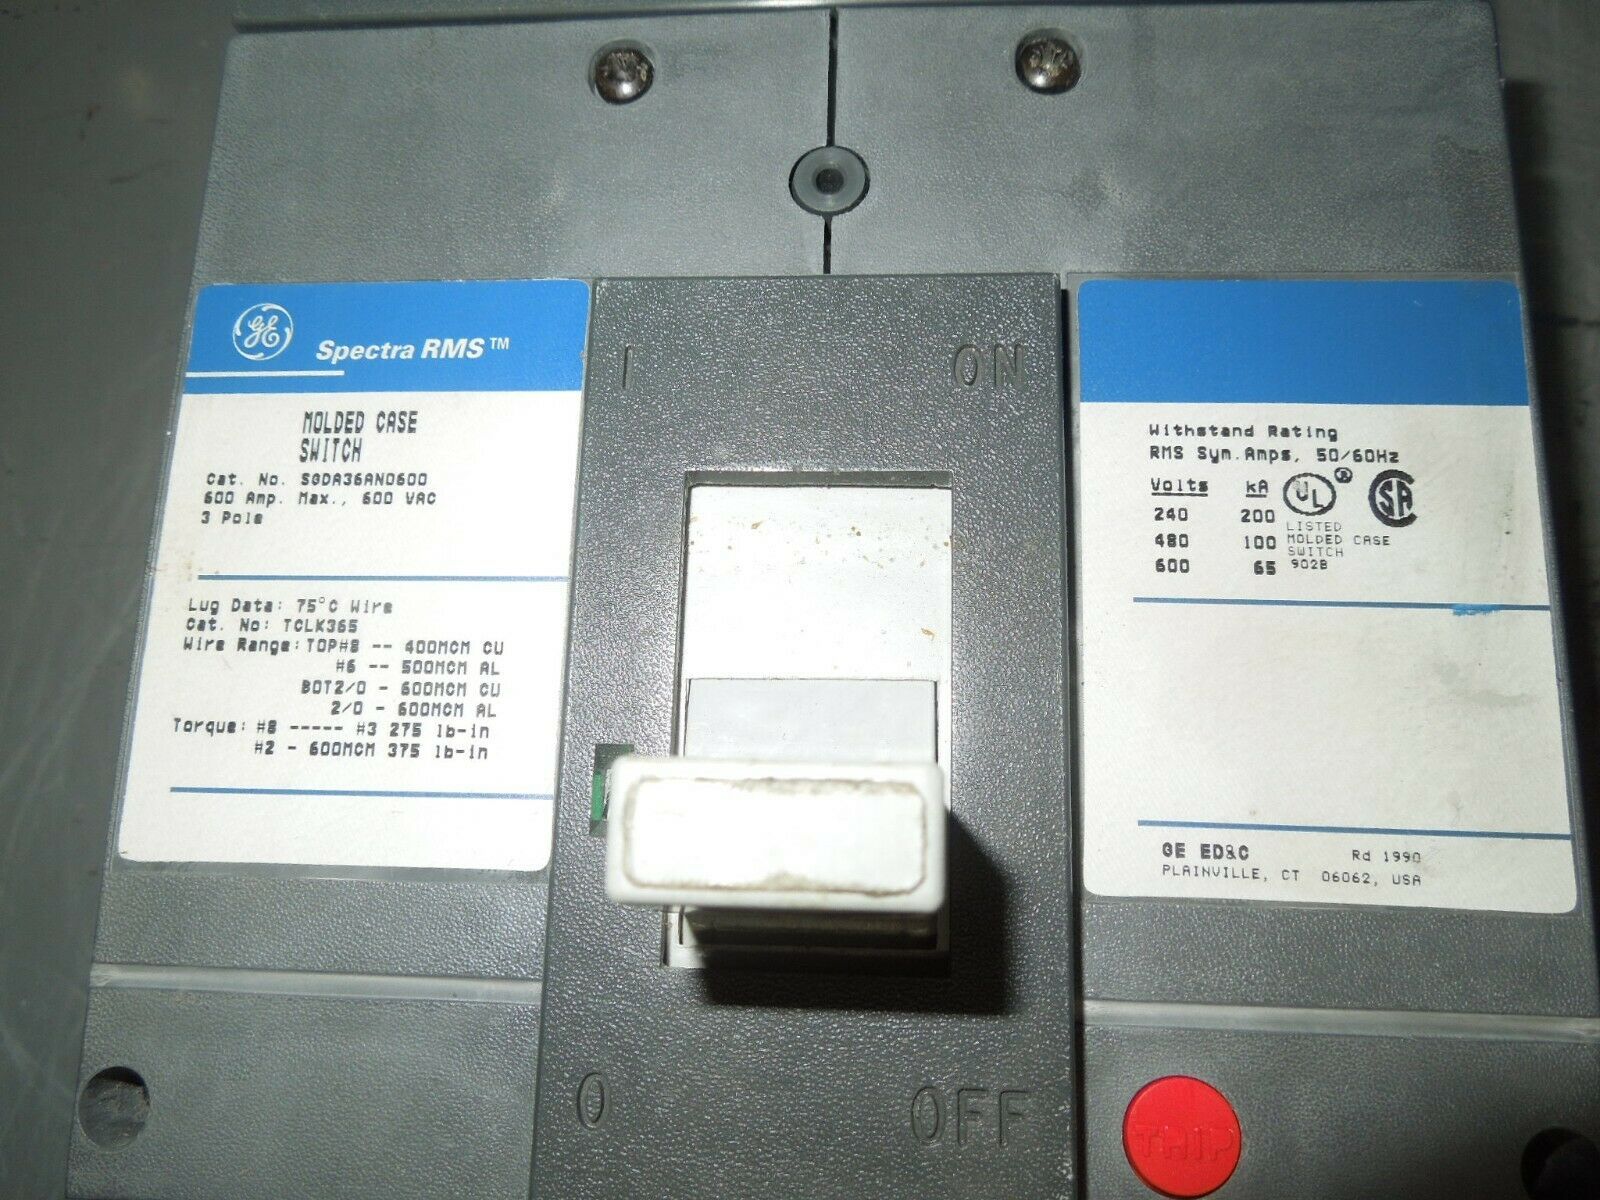 GE Spectra RMS™
MOLDED CASE
SWITCH
Cat. No. SGDA36AN0600
600 Amp. Max., 600 VAC
3 Pole
Lug Data: 75°C Wire
Cat. No: TCLK365
Wire Range: TOP#8 -- 400MCM CU
#6 -- 500MCM AL
BOT2/0 - 600MCM CU
2/0 - 600MCM AL
Torque: #8 ----- #3 275 lb-in
#2 - 600MCM 375 lb-in
I ON
O OFF
Withstand Rating
RMS Sym. Amps, 50/60Hz
Volts kA
240 200
480 100
600 65
UL ® SA
LISTED
MOLDED CASE
SWITCH
902B
GE ED&C Rd 1990
PLAINVILLE, CT 06062, USA
TRIP